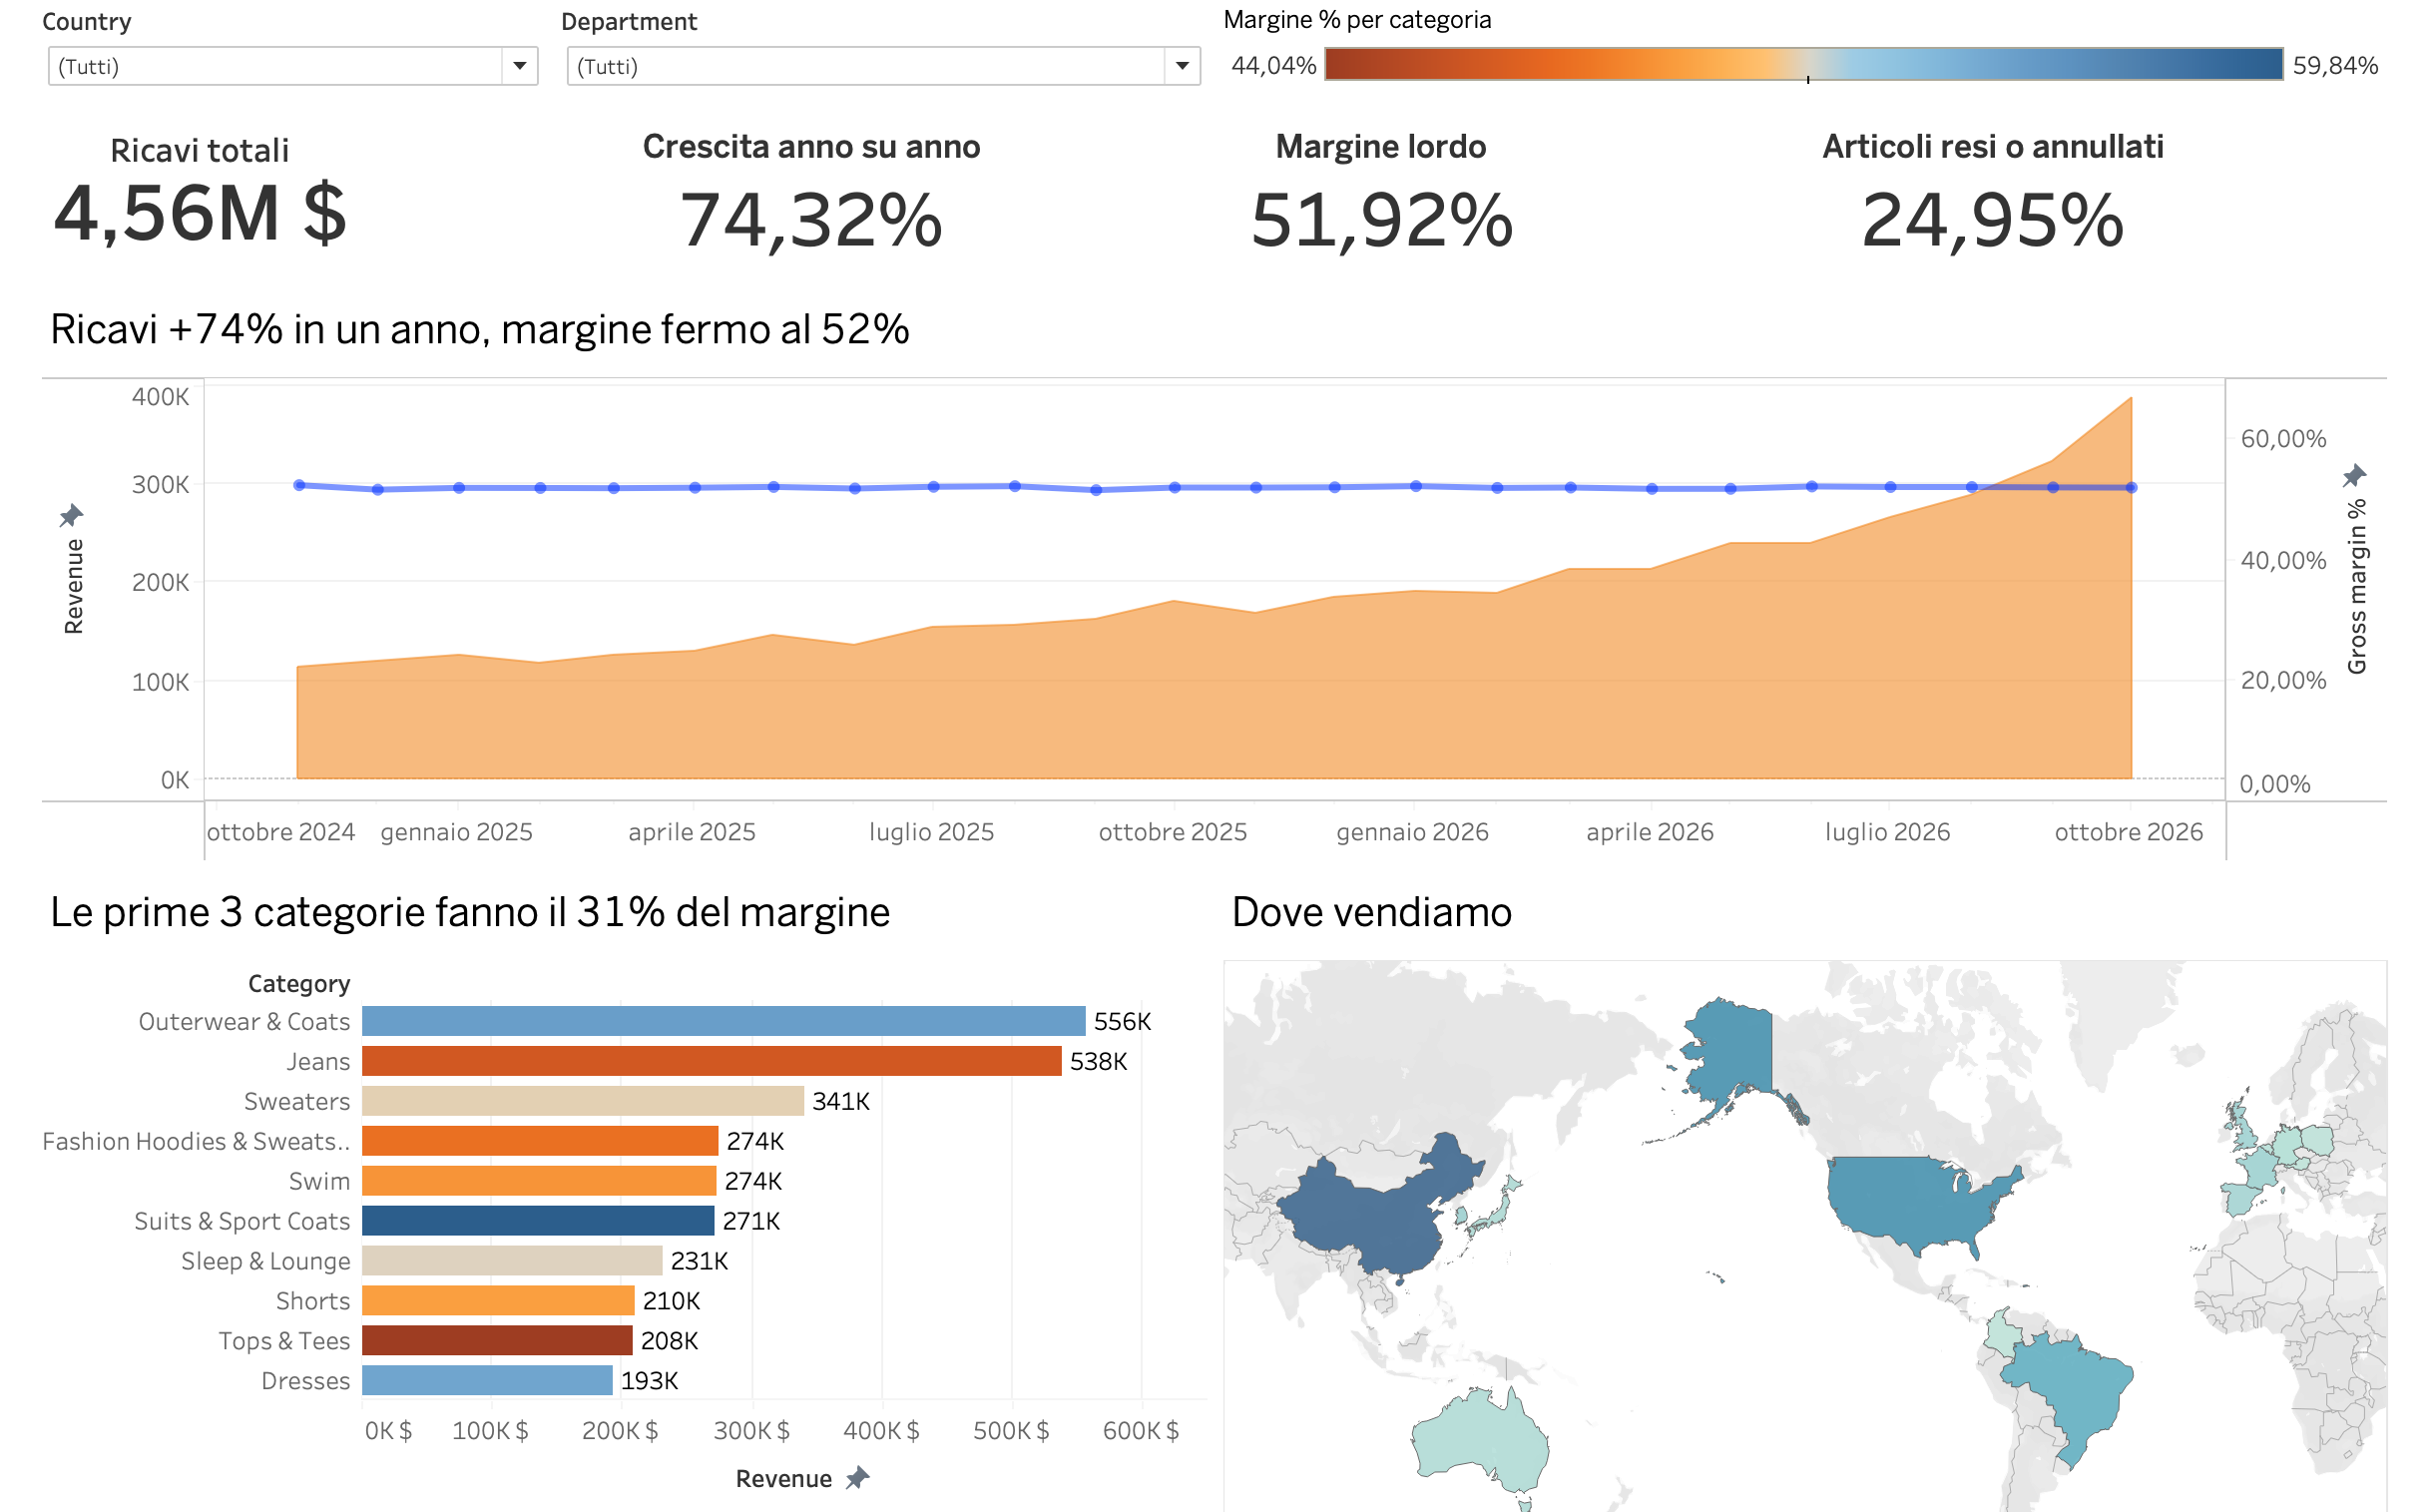 Country
(Tutti)
Department
(Tutti)
Margine % per categoria
44,04%
59,84%
Ricavi totali
4,56M $
Crescita anno su anno
74,32%
Margine lordo
51,92%
Articoli resi o annullati
24,95%
Ricavi +74% in un anno, margine fermo al 52%
Revenue
400K
300K
200K
100K
0K
60,00%
40,00%
20,00%
0,00%
Gross margin %
ottobre 2024
gennaio 2025
aprile 2025
luglio 2025
ottobre 2025
gennaio 2026
aprile 2026
luglio 2026
ottobre 2026
Le prime 3 categorie fanno il 31% del margine
Category
Outerwear & Coats 556K
Jeans 538K
Sweaters 341K
Fashion Hoodies & Sweats.. 274K
Swim 274K
Suits & Sport Coats 271K
Sleep & Lounge 231K
Shorts 210K
Tops & Tees 208K
Dresses 193K
0K $ 100K $ 200K $ 300K $ 400K $ 500K $ 600K $
Revenue
Dove vendiamo